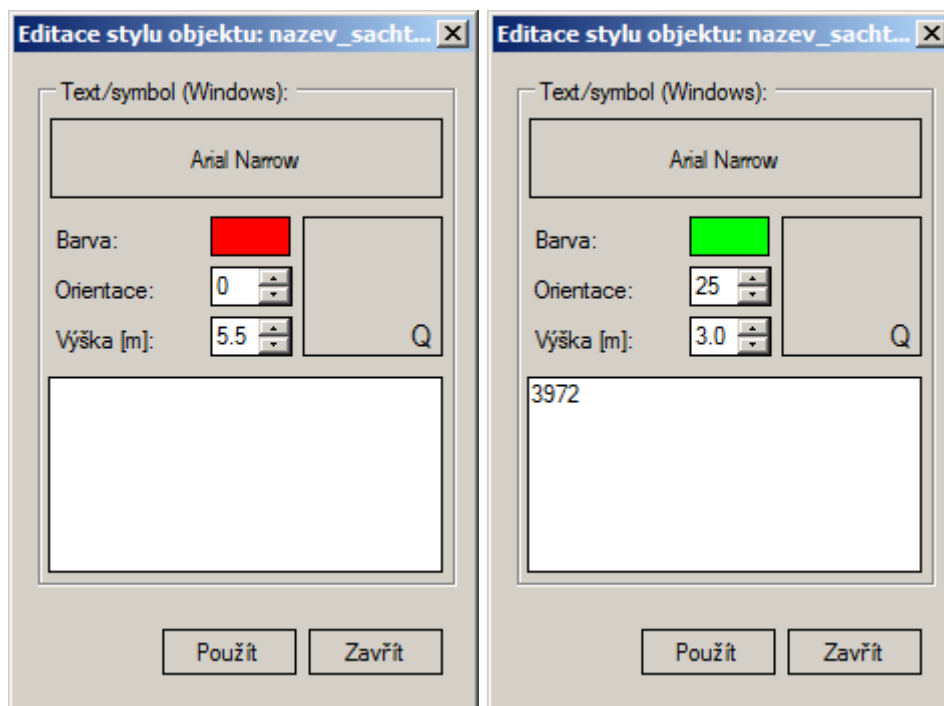 Editace stylu objektu: nazev_sacht...
Text/symbol (Windows):
Arial Narrow
Barva:
Orientace: 0
Výška [m]: 5.5
Q
Použít Zavřít
Editace stylu objektu: nazev_sacht...
Text/symbol (Windows):
Arial Narrow
Barva:
Orientace: 25
Výška [m]: 3.0
Q
3972
Použít Zavřít